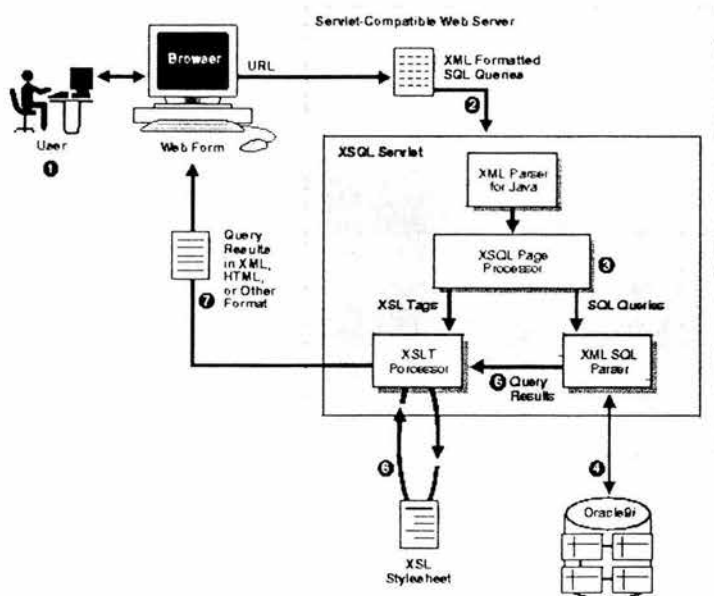 Servlet-Compatible Web Server
Browser
URL
XML Formatted
SQL Queries
2
User
1
Web Form
XSQL Servlet
XML Parser
for Java
Query
Results
in XML,
HTML,
or Other
Format
7
XSQL Page
Processor
3
XSL Tags
SQL Queries
XSLT
Porcessor
6 Query
Results
XML SQL
Parser
6
4
Oracle9i
XSL
Stylesheet